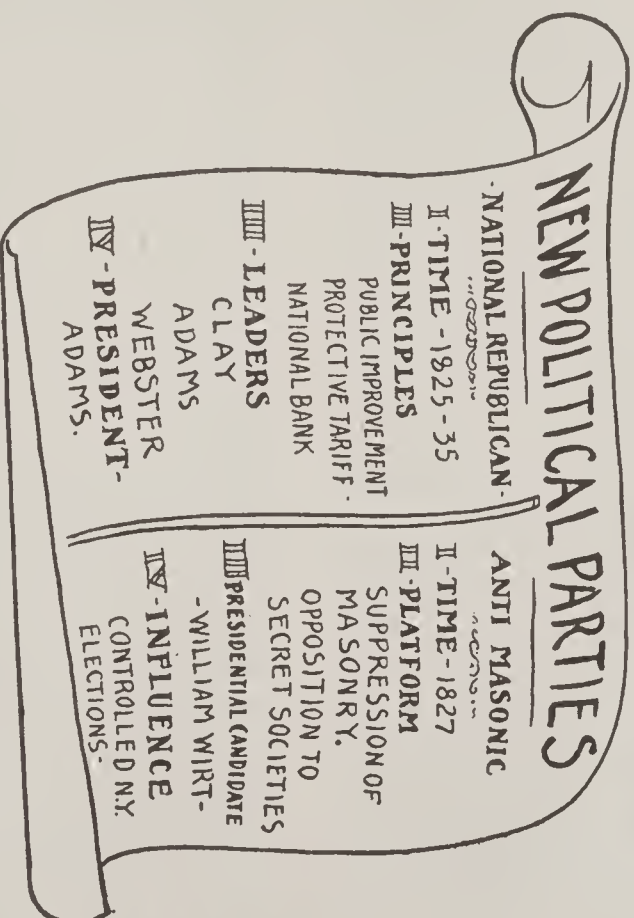 NEW POLITICAL PARTIES
·NATIONAL REPUBLICAN·
II·TIME-1825-35
III·PRINCIPLES
PUBLIC IMPROVEMENT
PROTECTIVE TARIFF·
NATIONAL BANK
IIII-LEADERS
CLAY
ADAMS
WEBSTER
IV-PRESIDENT-
ADAMS.
ANTI MASONIC
II-TIME-1827
III·PLATFORM
SUPPRESSION OF
MASONRY.
OPPOSITION TO
SECRET SOCIETIES
IIII PRESIDENTIAL CANDIDATE
-WILLIAM WIRT-
IV·INFLUENCE
CONTROLLED N.Y.
ELECTIONS-